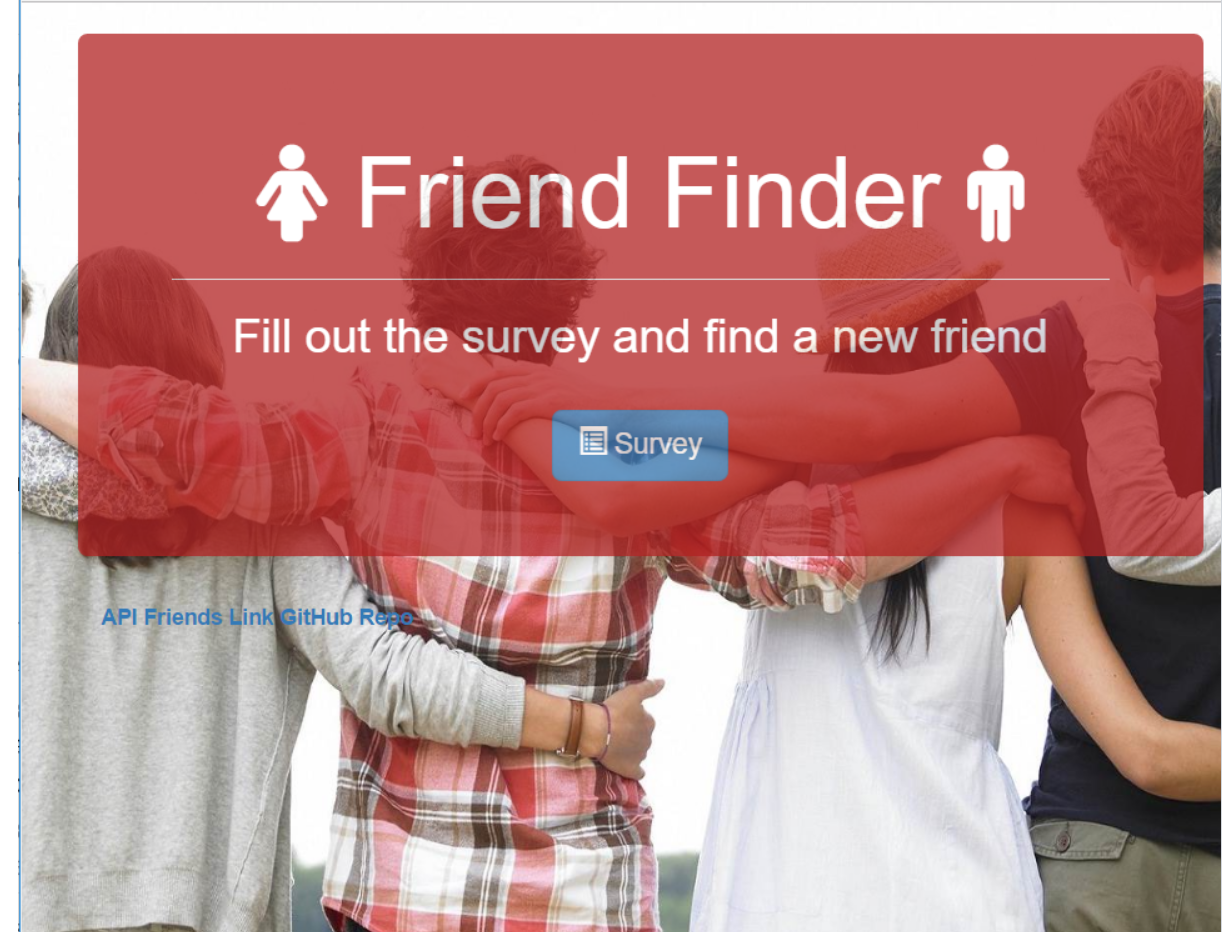 Friend Finder
Fill out the survey and find a new friend
Survey
API Friends Link GitHub Repo